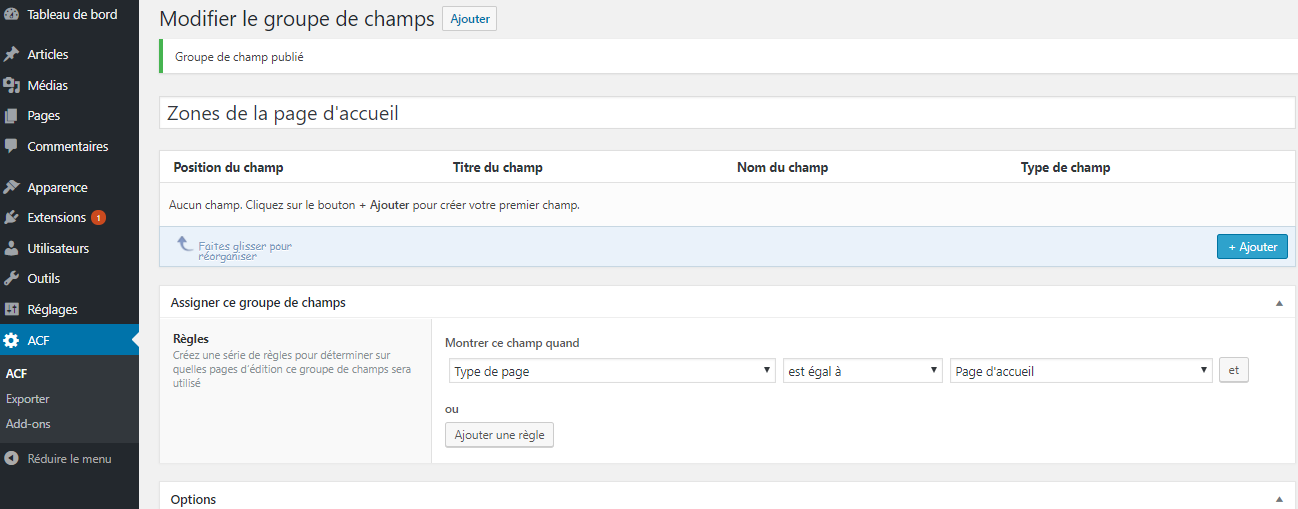 Tableau de bord
Articles
Médias
Pages
Commentaires
Apparence
Extensions 1
Utilisateurs
Outils
Réglages
ACF
ACF
Exporter
Add-ons
Réduire le menu
Modifier le groupe de champs Ajouter
Groupe de champ publié
Zones de la page d'accueil
Position du champ Titre du champ Nom du champ Type de champ
Aucun champ. Cliquez sur le bouton + Ajouter pour créer votre premier champ.
Faites glisser pour
réorganiser
+ Ajouter
Assigner ce groupe de champs
Règles
Créez une série de règles pour déterminer sur
quelles pages d'édition ce groupe de champs sera
utilisé
Montrer ce champ quand
Type de page est égal à Page d'accueil et
ou
Ajouter une règle
Options